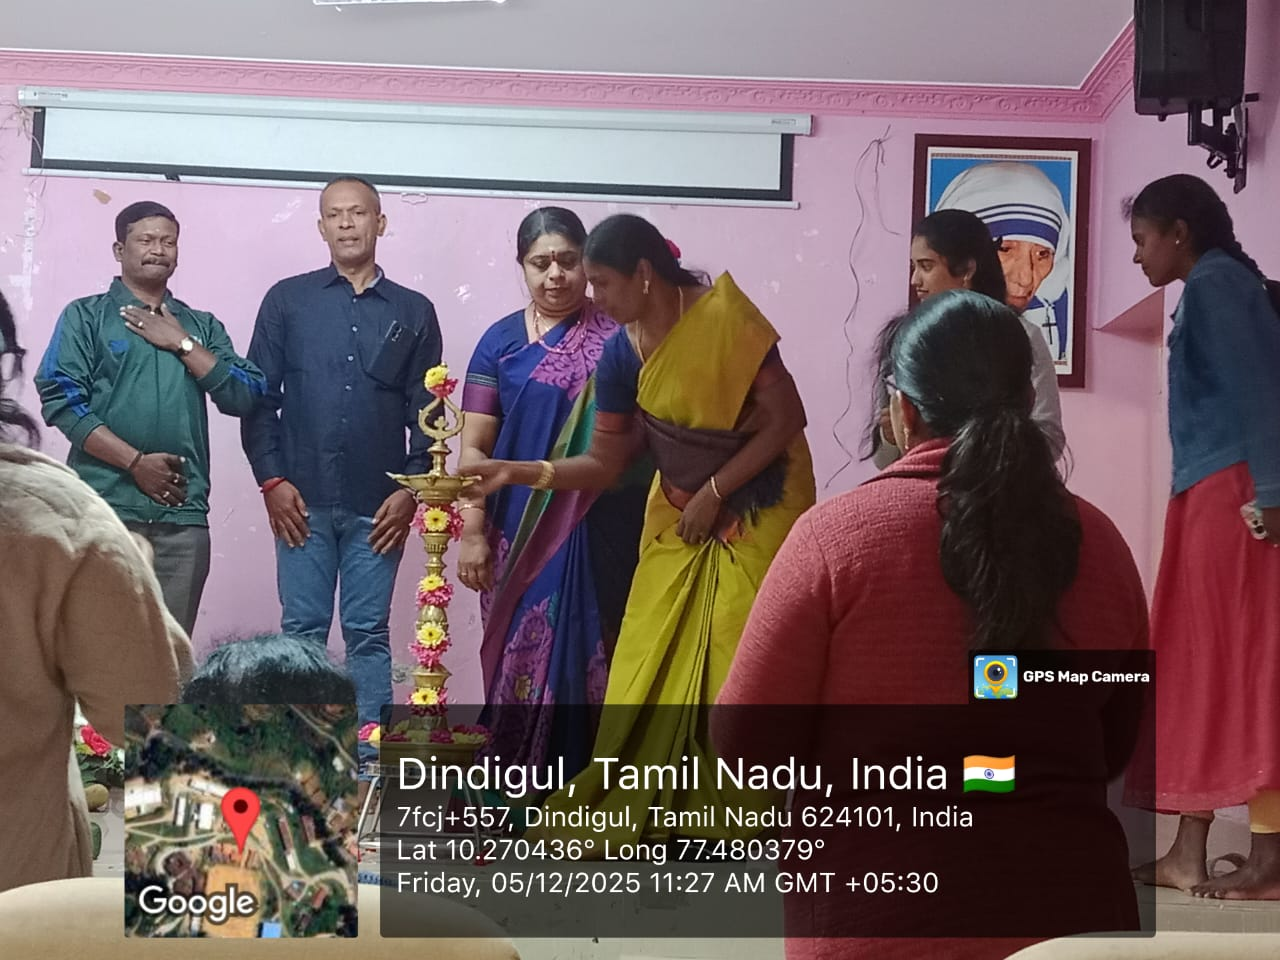 GPS Map Camera
Dindigul, Tamil Nadu, India
7fcj+557, Dindigul, Tamil Nadu 624101, India
Lat 10.270436° Long 77.480379°
Friday, 05/12/2025 11:27 AM GMT +05:30
Google